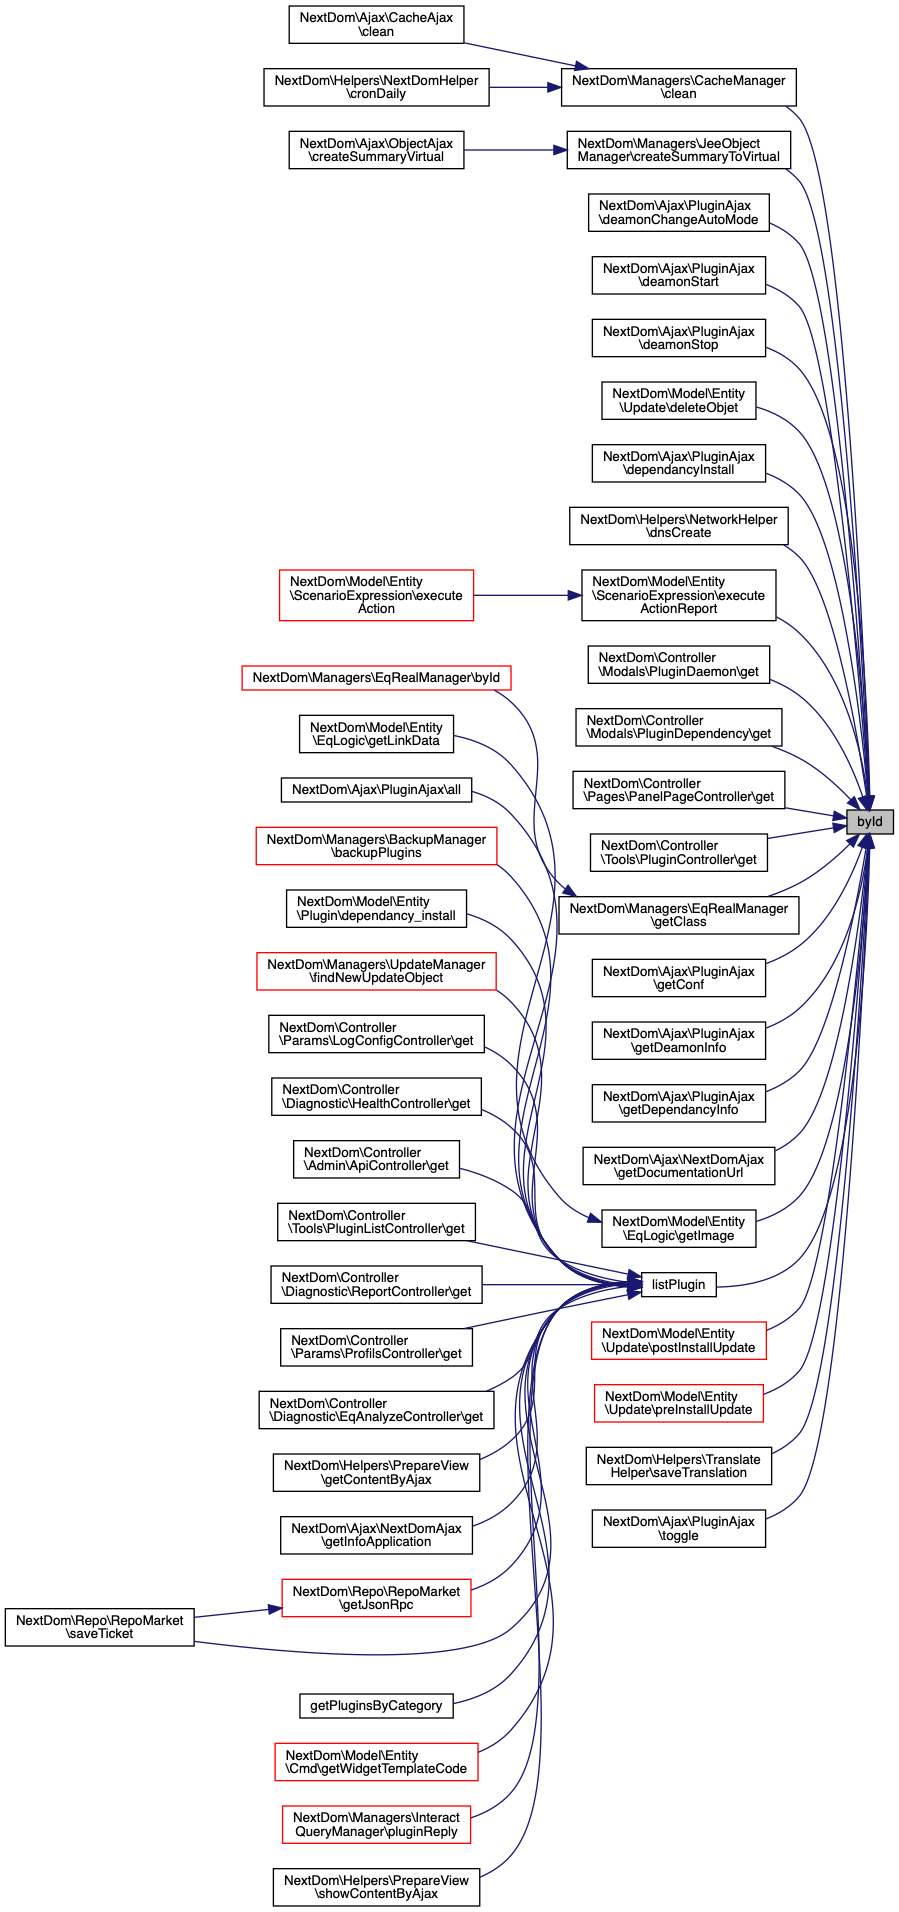 NextDom\Ajax\CacheAjax
\clean
NextDom\Managers\CacheManager
\clean
NextDom\Helpers\NextDomHelper
\cronDaily
NextDom\Ajax\ObjectAjax
\createSummaryVirtual
NextDom\Managers\JeeObject
Manager\createSummaryToVirtual
NextDom\Ajax\PluginAjax
\deamonChangeAutoMode
NextDom\Ajax\PluginAjax
\deamonStart
NextDom\Ajax\PluginAjax
\deamonStop
NextDom\Model\Entity
\Update\deleteObjet
NextDom\Ajax\PluginAjax
\dependancyInstall
NextDom\Helpers\NetworkHelper
\dnsCreate
NextDom\Model\Entity
\ScenarioExpression\execute
Action
NextDom\Model\Entity
\ScenarioExpression\execute
ActionReport
NextDom\Controller
\Modals\PluginDaemon\get
NextDom\Managers\EqRealManager\byId
NextDom\Model\Entity
\EqLogic\getLinkData
NextDom\Controller
\Modals\PluginDependency\get
NextDom\Ajax\PluginAjax\all
NextDom\Controller
\Pages\PanelPageController\get
byId
NextDom\Managers\BackupManager
\backupPlugins
NextDom\Controller
\Tools\PluginController\get
NextDom\Model\Entity
\Plugin\dependancy_install
NextDom\Managers\EqRealManager
\getClass
NextDom\Managers\UpdateManager
\findNewUpdateObject
NextDom\Ajax\PluginAjax
\getConf
NextDom\Controller
\Params\LogConfigController\get
NextDom\Ajax\PluginAjax
\getDeamonInfo
NextDom\Controller
\Diagnostic\HealthController\get
NextDom\Ajax\PluginAjax
\getDependancyInfo
NextDom\Controller
\Admin\ApiController\get
NextDom\Ajax\NextDomAjax
\getDocumentationUrl
NextDom\Controller
\Tools\PluginListController\get
NextDom\Model\Entity
\EqLogic\getImage
NextDom\Controller
\Diagnostic\ReportController\get
listPlugin
NextDom\Controller
\Params\ProfilsController\get
NextDom\Model\Entity
\Update\postInstallUpdate
NextDom\Controller
\Diagnostic\EqAnalyzeController\get
NextDom\Model\Entity
\Update\preInstallUpdate
NextDom\Helpers\PrepareView
\getContentByAjax
NextDom\Helpers\Translate
Helper\saveTranslation
NextDom\Ajax\NextDomAjax
\getInfoApplication
NextDom\Ajax\PluginAjax
\toggle
NextDom\Repo\RepoMarket
\getJsonRpc
NextDom\Repo\RepoMarket
\saveTicket
getPluginsByCategory
NextDom\Model\Entity
\Cmd\getWidgetTemplateCode
NextDom\Managers\Interact
QueryManager\pluginReply
NextDom\Helpers\PrepareView
\showContentByAjax